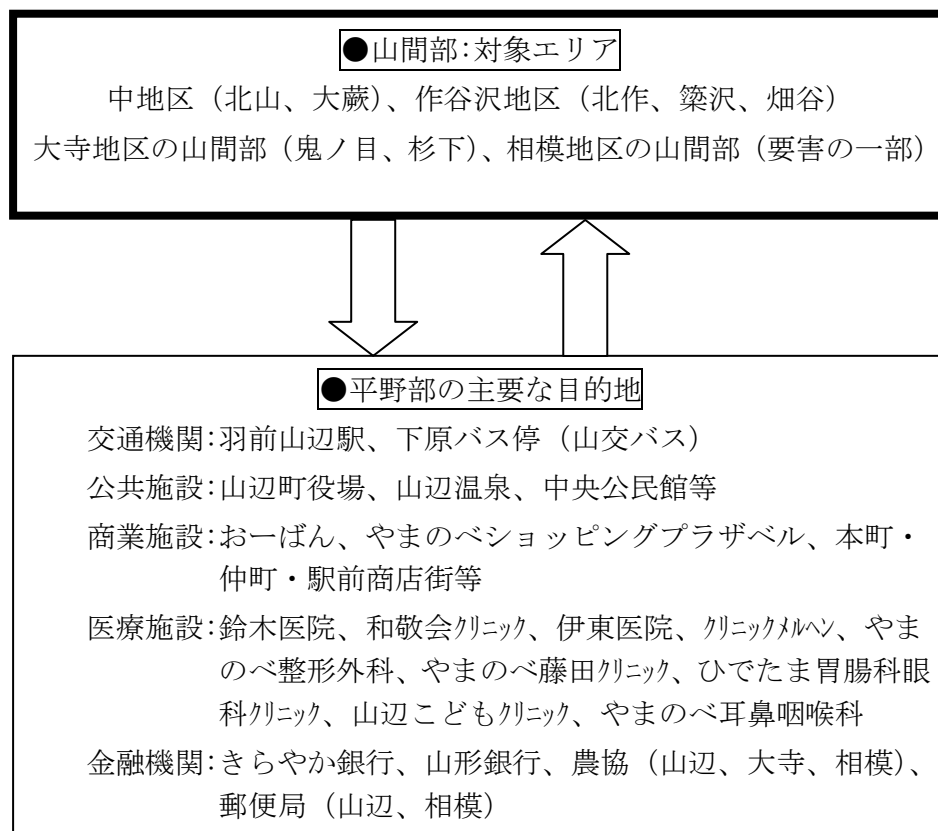 ●山間部:対象エリア
中地区（北山、大蕨）、作谷沢地区（北作、簗沢、畑谷）
大寺地区の山間部（鬼ノ目、杉下）、相模地区の山間部（要害の一部）
●平野部の主要な目的地
交通機関:羽前山辺駅、下原バス停（山交バス）
公共施設:山辺町役場、山辺温泉、中央公民館等
商業施設:おーばん、やまのべショッピングプラザベル、本町・
仲町・駅前商店街等
医療施設:鈴木医院、和敬会ｸﾘﾆｯｸ、伊東医院、ｸﾘﾆｯｸﾒﾙﾍﾝ、やま
のべ整形外科、やまのべ藤田ｸﾘﾆｯｸ、ひでたま胃腸科眼
科ｸﾘﾆｯｸ、山辺こどもｸﾘﾆｯｸ、やまのべ耳鼻咽喉科
金融機関:きらやか銀行、山形銀行、農協（山辺、大寺、相模）、
郵便局（山辺、相模）